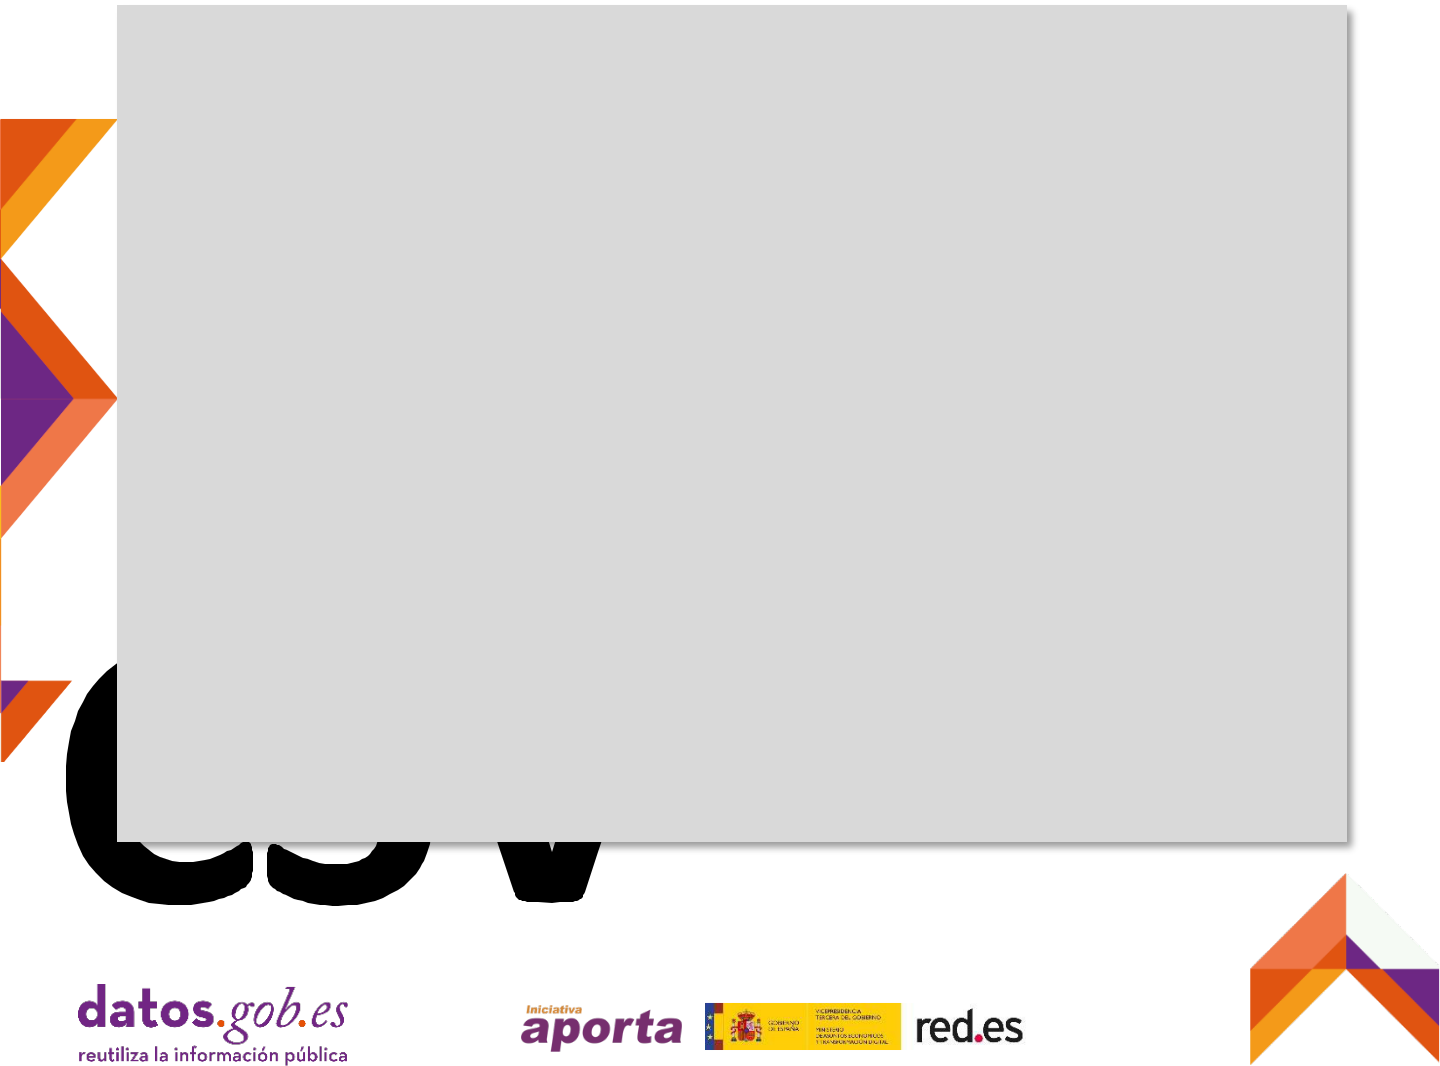 CSV
datos.gob.es
reutiliza la información pública
Iniciativa
aporta
GOBIERNO
DE ESPAÑA
VICEPRESIDENCIA
TERCERA DEL GOBIERNO
MINISTERIO
DE ASUNTOS ECONÓMICOS
Y TRANSFORMACIÓN DIGITAL
red.es